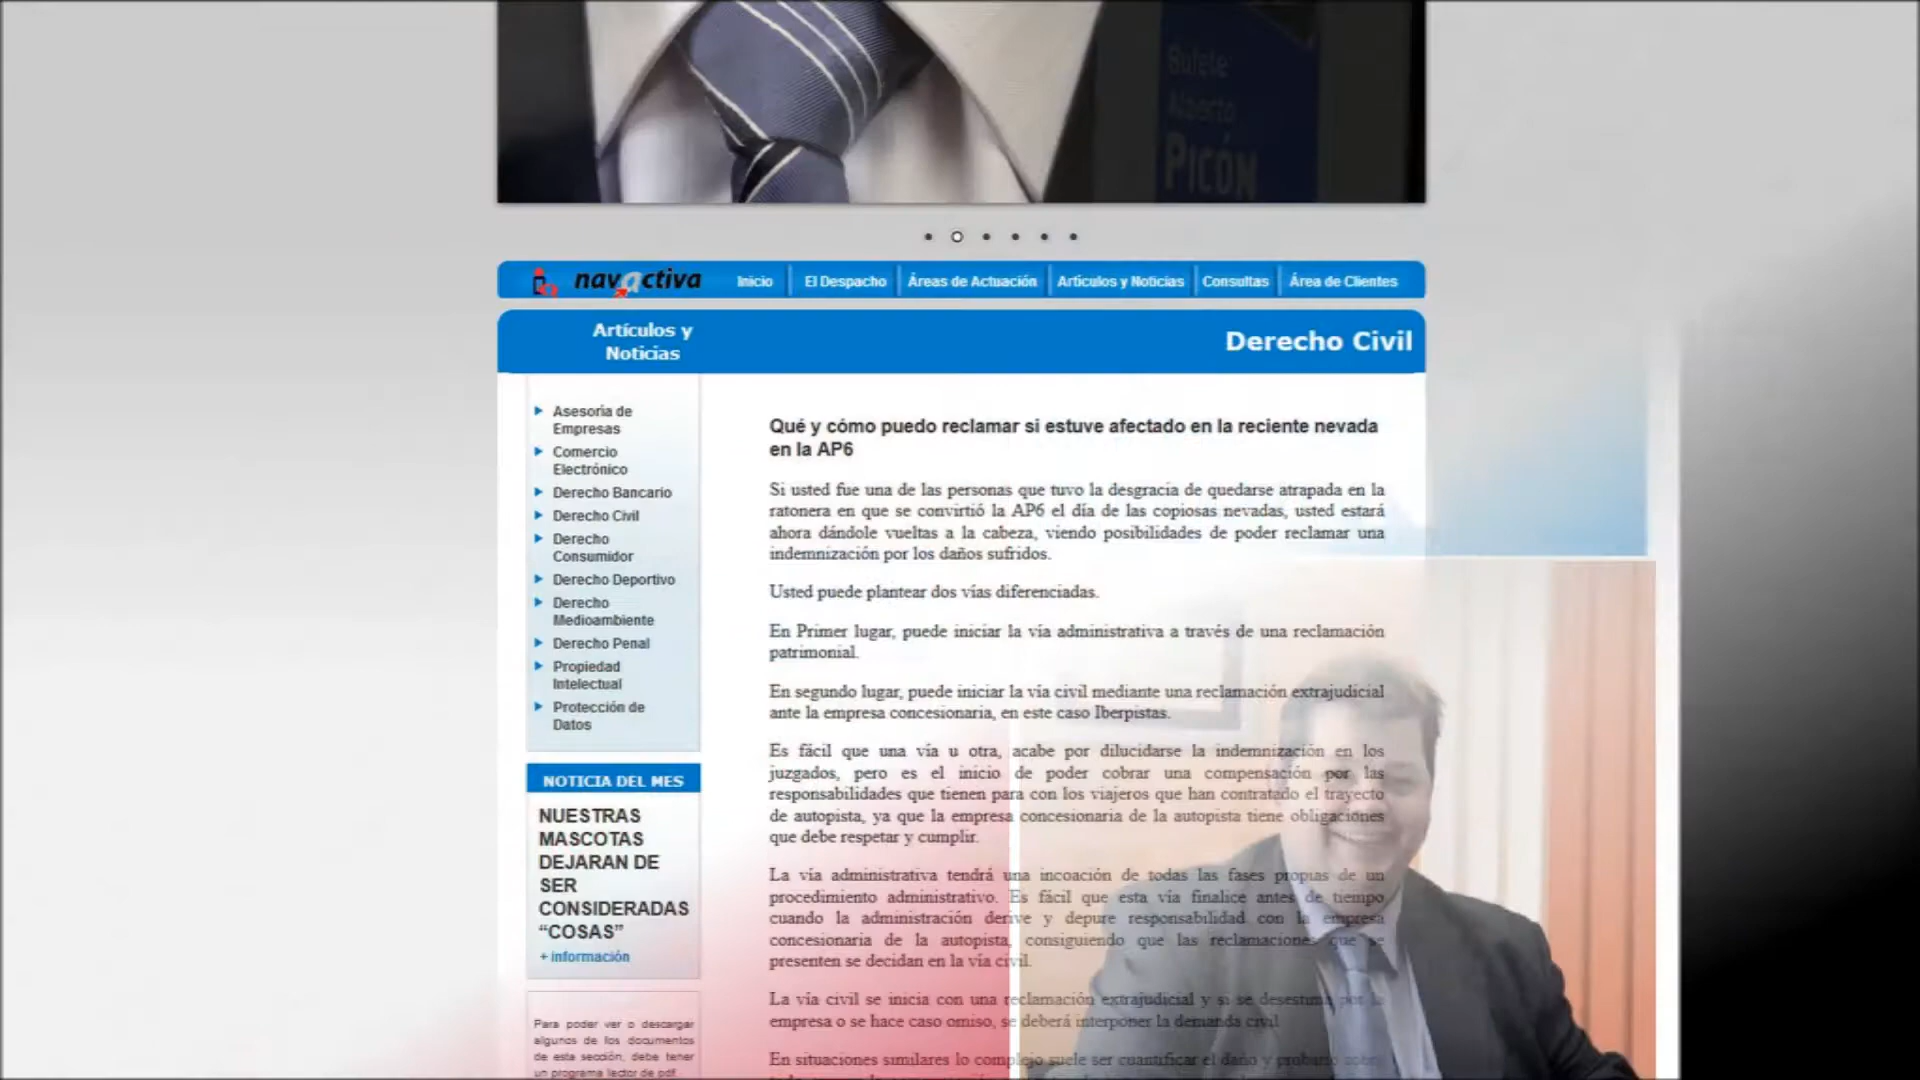 Bufete
Alberto
PICÓN
navactiva
Inicio
El Despacho
Áreas de Actuación
Artículos y Noticias
Consultas
Área de Clientes
Artículos y
Noticias
Derecho Civil
Asesoría de
Empresas
Comercio
Electrónico
Derecho Bancario
Derecho Civil
Derecho
Consumidor
Derecho Deportivo
Derecho
Medioambiente
Derecho Penal
Propiedad
Intelectual
Protección de
Datos
NOTICIA DEL MES
NUESTRAS
MASCOTAS
DEJARAN DE
SER
CONSIDERADAS
“COSAS”
+ información
Para poder ver o descargar
algunos de los documentos
de esta sección, debe tener
un programa lector de pdf.
Qué y cómo puedo reclamar si estuve afectado en la reciente nevada
en la AP6
Si usted fue una de las personas que tuvo la desgracia de quedarse atrapada en la
ratonera en que se convirtió la AP6 el día de las copiosas nevadas, usted estará
ahora dándole vueltas a la cabeza, viendo posibilidades de poder reclamar una
indemnización por los daños sufridos.
Usted puede plantear dos vías diferenciadas.
En Primer lugar, puede iniciar la vía administrativa a través de una reclamación
patrimonial.
En segundo lugar, puede iniciar la vía civil mediante una reclamación extrajudicial
ante la empresa concesionaria, en este caso Iberpistas.
Es fácil que una vía u otra, acabe por dilucidarse la indemnización en los
juzgados, pero es el inicio de poder cobrar una compensación por las
responsabilidades que tienen para con los viajeros que han contratado el trayecto
de autopista, ya que la empresa concesionaria de la autopista tiene obligaciones
que debe respetar y cumplir.
La vía administrativa tendrá una incoación de todas las fases propias de un
procedimiento administrativo. Es fácil que esta vía finalice antes de tiempo
cuando la administración derive y depure responsabilidad con la empresa
concesionaria de la autopista, consiguiendo que las reclamaciones que se
presenten se decidan en la vía civil.
La vía civil se inicia con una reclamación extrajudicial y si se desestima por la
empresa o se hace caso omiso, se deberá interponer la demanda civil
En situaciones similares lo complejo suele ser cuantificar el daño y probarlo sobre